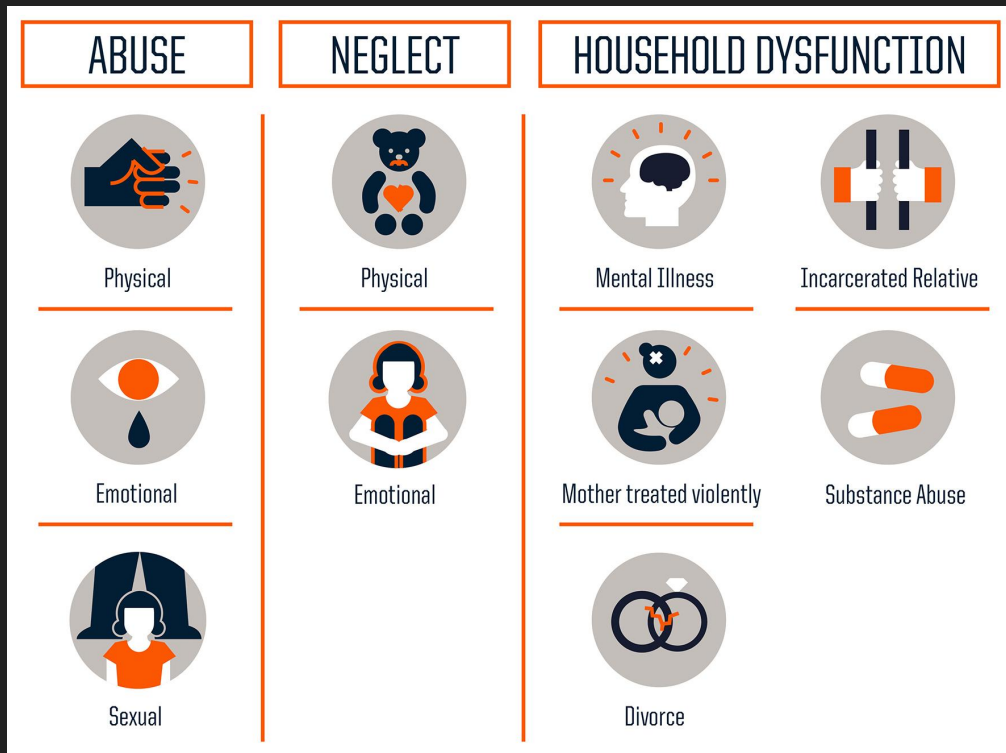 ABUSE
Physical
Emotional
Sexual
NEGLECT
Physical
Emotional
HOUSEHOLD DYSFUNCTION
Mental Illness
Incarcerated Relative
Mother treated violently
Substance Abuse
Divorce